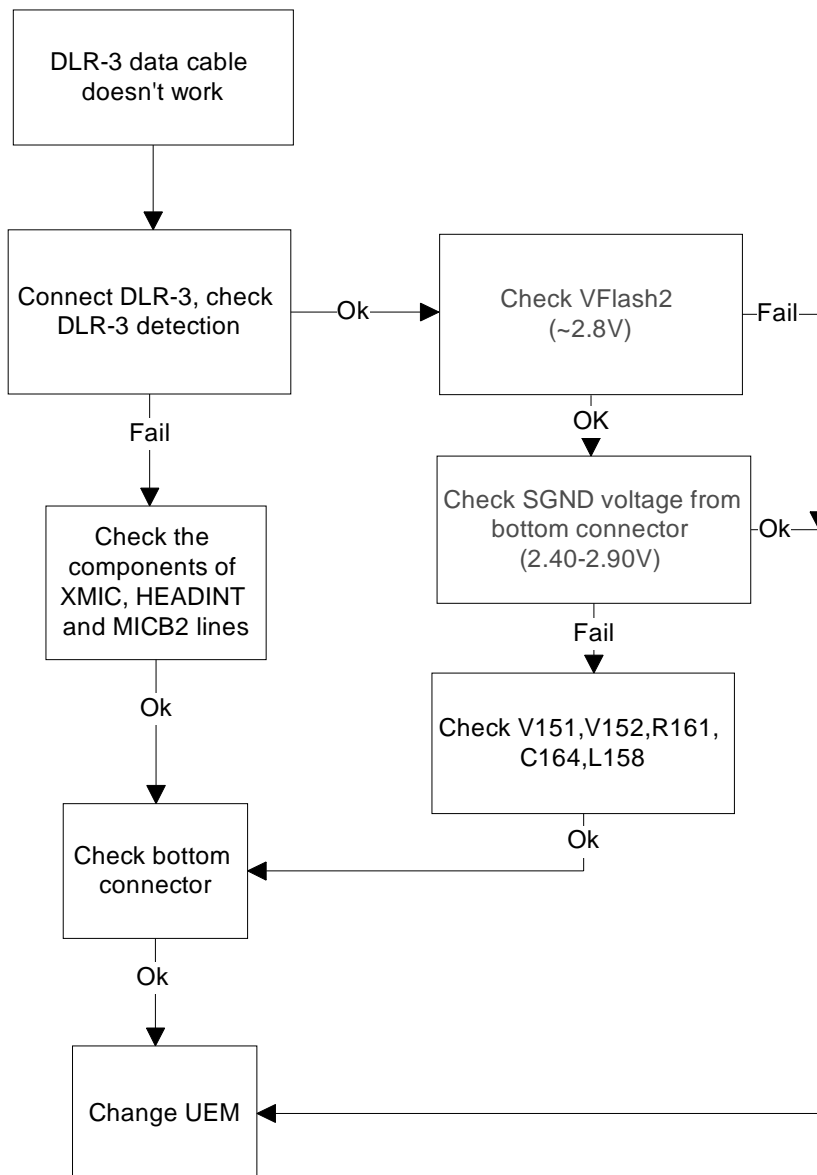 DLR-3 data cable
doesn't work
Connect DLR-3, check
DLR-3 detection
Ok
Check VFlash2
(~2.8V)
Fail
Fail
OK
Check the
components of
XMIC, HEADINT
and MICB2 lines
Check SGND voltage from
bottom connector
(2.40-2.90V)
Ok
Fail
Ok
Check V151,V152,R161,
C164,L158
Ok
Check bottom
connector
Ok
Change UEM